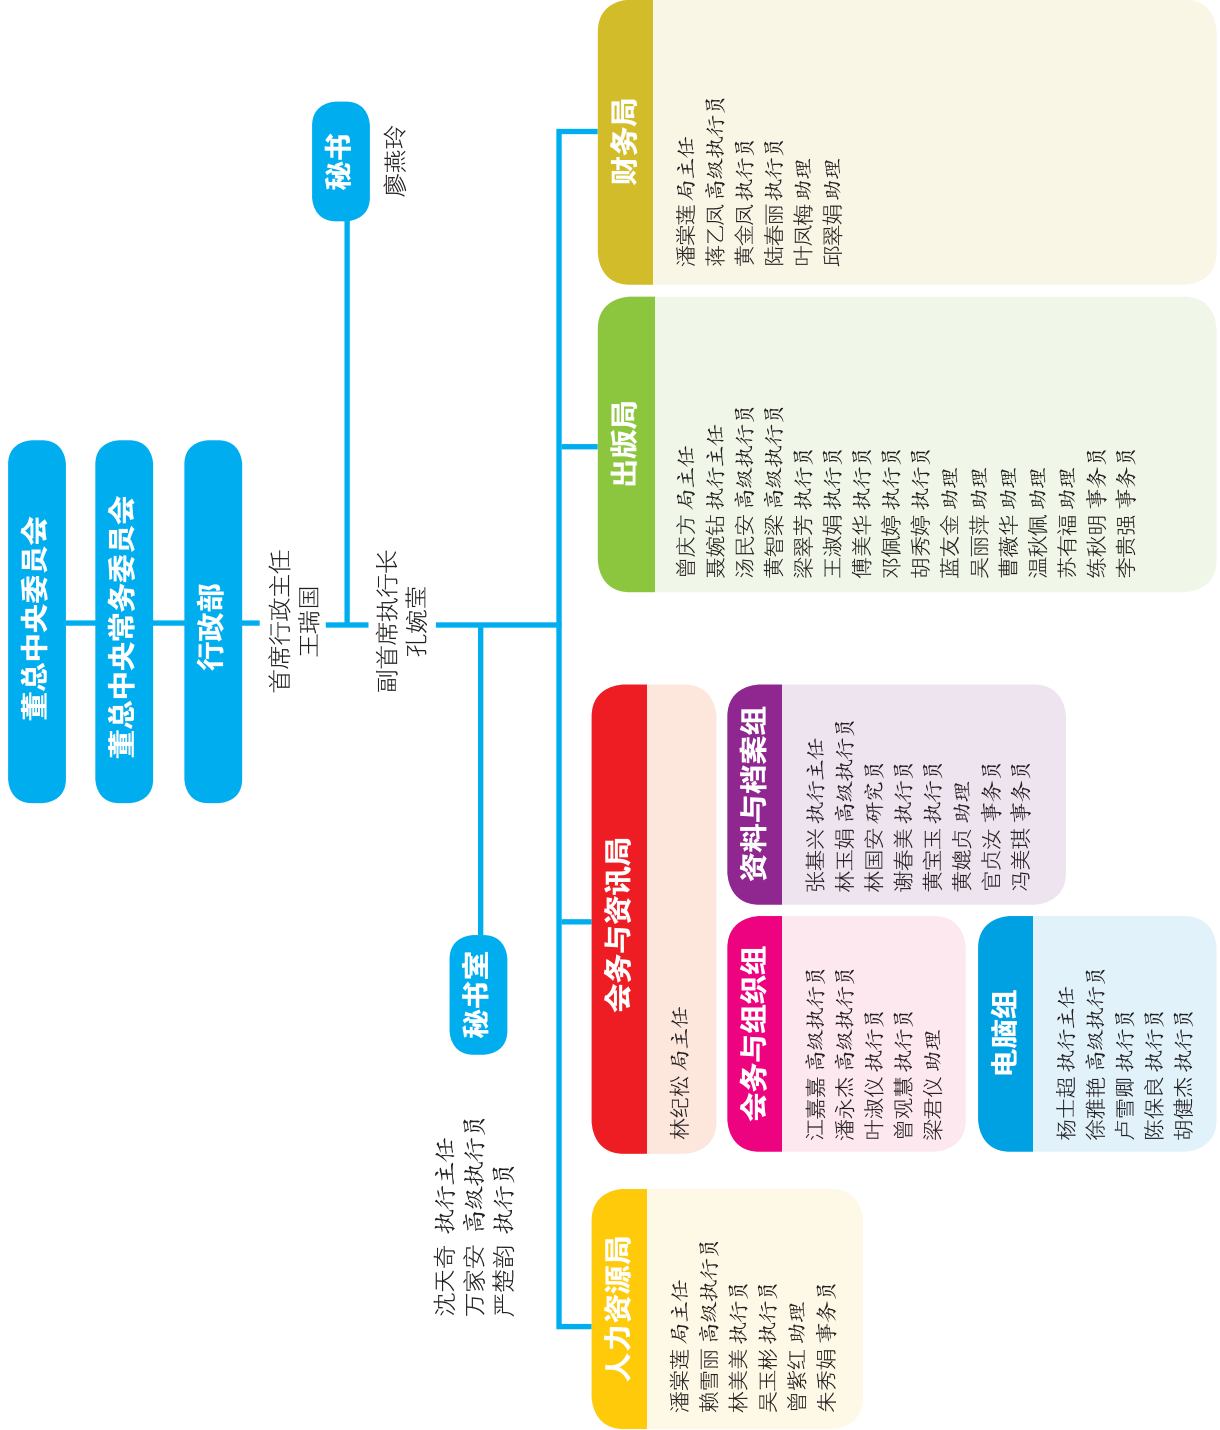 董总中央委员会
董总中央常务委员会
行政部
首席行政主任
王瑞国
秘书
廖燕玲
副首席执行长
孔婉莹
秘书室
沈天奇 执行主任
万家安 高级执行员
严楚韵 执行员
人力资源局
潘棠莲 局主任
赖雪丽 高级执行员
林美美 执行员
吴玉彬 执行员
曾紫红 助理
朱秀娟 事务员
会务与资讯局
林纪松 局主任
会务与组织组
江嘉嘉 高级执行员
潘永杰 高级执行员
叶淑仪 执行员
曾观慧 执行员
梁君仪 助理
资料与档案组
张基兴 执行主任
林玉娟 高级执行员
林国安 研究员
谢春美 执行员
黄宝玉 执行员
黄媲贞 助理
官贞汝 事务员
冯美琪 事务员
电脑组
杨士超 执行主任
徐雅艳 高级执行员
卢雪卿 执行员
陈保良 执行员
胡健杰 执行员
出版局
曾庆方 局主任
聂婉钻 执行主任
汤民安 高级执行员
黄智梁 高级执行员
梁翠芳 执行员
王淑娟 执行员
傅美华 执行员
邓佩婷 执行员
胡秀婷 执行员
蓝友金 助理
吴丽萍 助理
曹薇华 助理
温秋佩 助理
苏有福 助理
练秋明 事务员
李贵强 事务员
财务局
潘棠莲 局主任
蒋乙凤 高级执行员
黄金凤 执行员
陆春丽 执行员
叶凤梅 助理
邱翠娟 助理